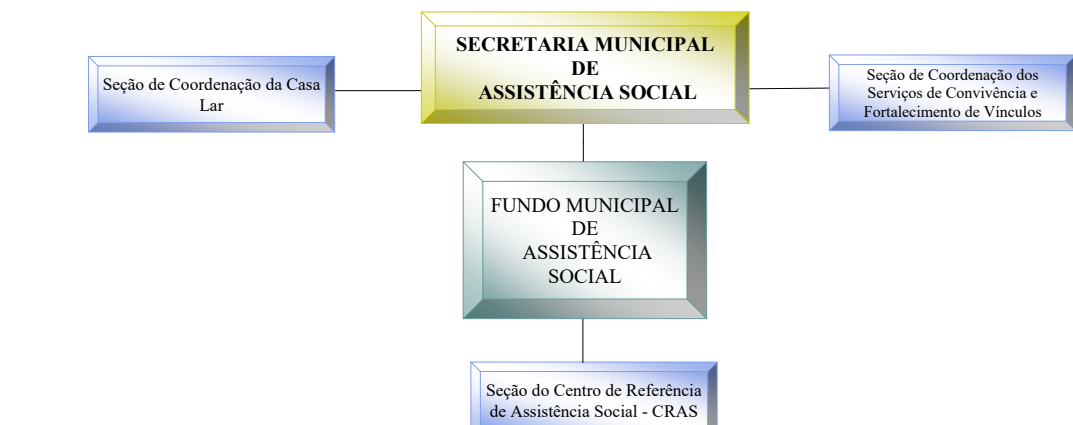 SECRETARIA MUNICIPAL
DE
ASSISTÊNCIA SOCIAL
Seção de Coordenação da Casa
Lar
Seção de Coordenação dos
Serviços de Convivência e
Fortalecimento de Vínculos
FUNDO MUNICIPAL
DE
ASSISTÊNCIA
SOCIAL
Seção do Centro de Referência
de Assistência Social - CRAS